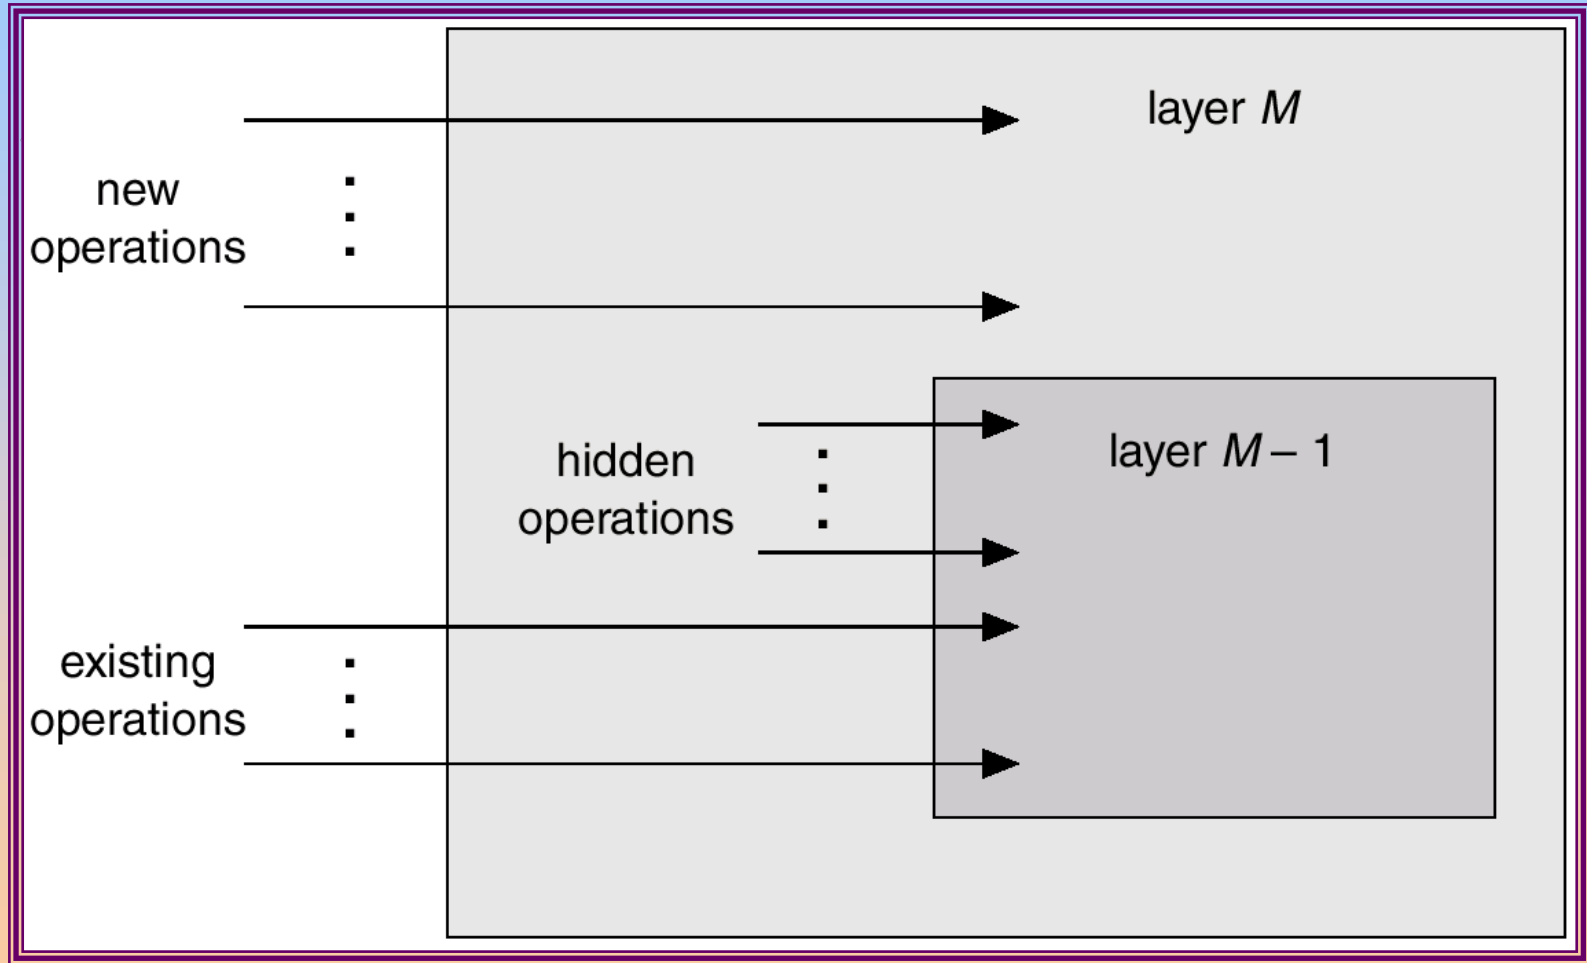 layer M
new
operations
hidden
operations
layer M – 1
existing
operations